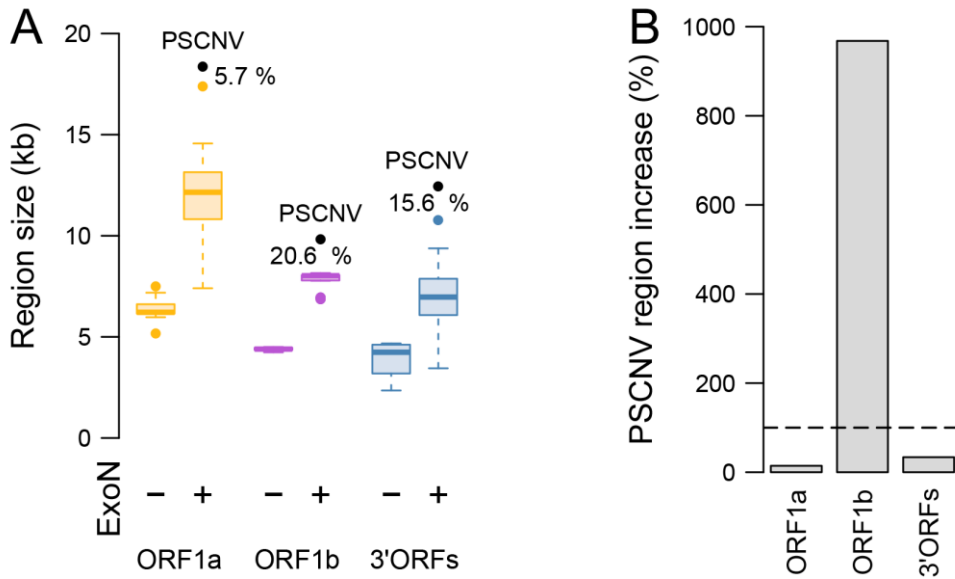 A
Region size (kb)
20
15
10
5
0
PSCNV
5.7 %
PSCNV
20.6 %
PSCNV
15.6 %
ExoN
− + − + − +
ORF1a ORF1b 3'ORFs
B
PSCNV region increase (%)
1000
800
600
400
200
0
ORF1a
ORF1b
3'ORFs